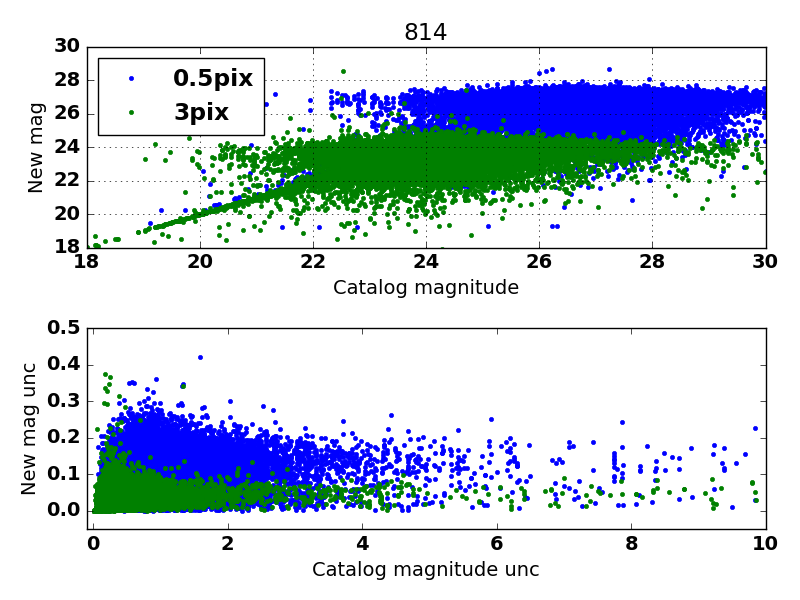 814
30
28
26
24
22
20
18
New mag
0.5pix
3pix
18 20 22 24 26 28 30
Catalog magnitude
0.5
0.4
0.3
0.2
0.1
0.0
New mag unc
0 2 4 6 8 10
Catalog magnitude unc